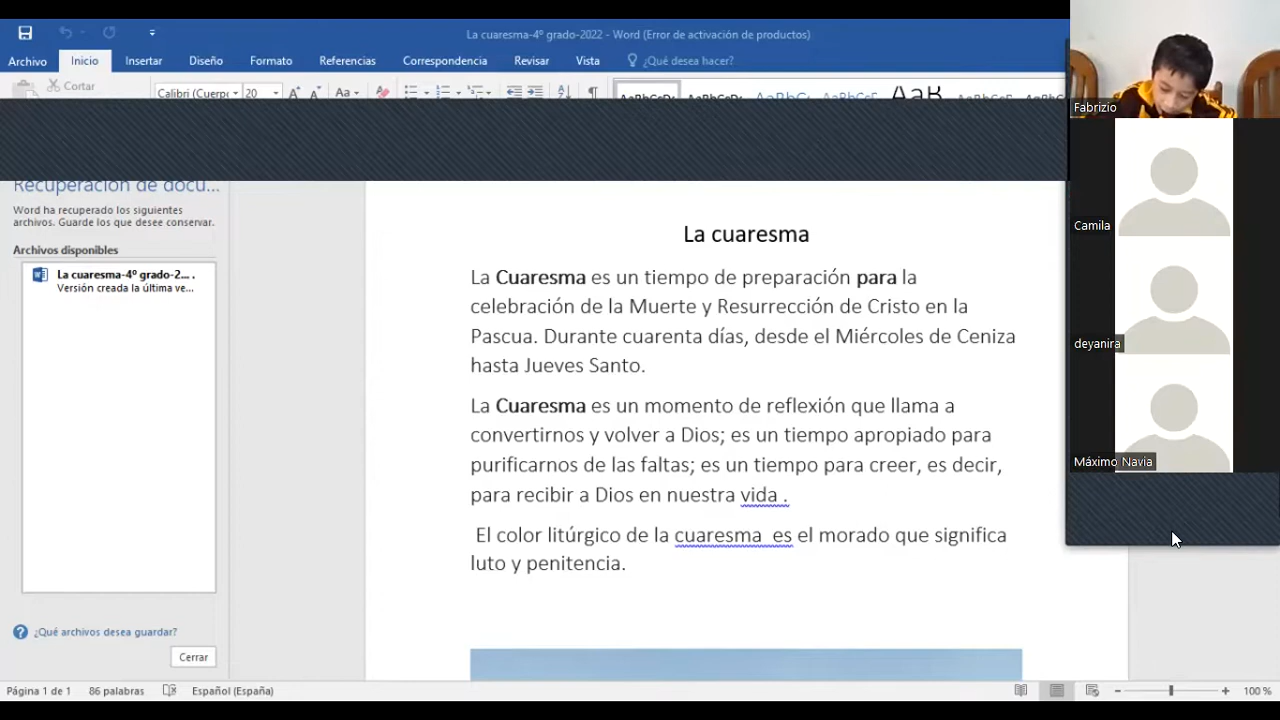 La cuaresma-4º grado-2022 - Word (Error de activación de productos)
Archivo
Inicio
Insertar
Diseño
Formato
Referencias
Correspondencia
Revisar
Vista
¿Qué desea hacer?
Cortar
Calibri (Cuerpo
20
Fabrizio
Camila
deyanira
Máximo Navia
Recuperación de docu...
Word ha recuperado los siguientes
archivos. Guarde los que desee conservar.
Archivos disponibles
La cuaresma-4º grado-2... .
Versión creada la última ve...
¿Qué archivos desea guardar?
Cerrar
La cuaresma
La Cuaresma es un tiempo de preparación para la
celebración de la Muerte y Resurrección de Cristo en la
Pascua. Durante cuarenta días, desde el Miércoles de Ceniza
hasta Jueves Santo.
La Cuaresma es un momento de reflexión que llama a
convertirnos y volver a Dios; es un tiempo apropiado para
purificarnos de las faltas; es un tiempo para creer, es decir,
para recibir a Dios en nuestra vida .
El color litúrgico de la cuaresma  es el morado que significa
luto y penitencia.
Página 1 de 1
86 palabras
Español (España)
100 %